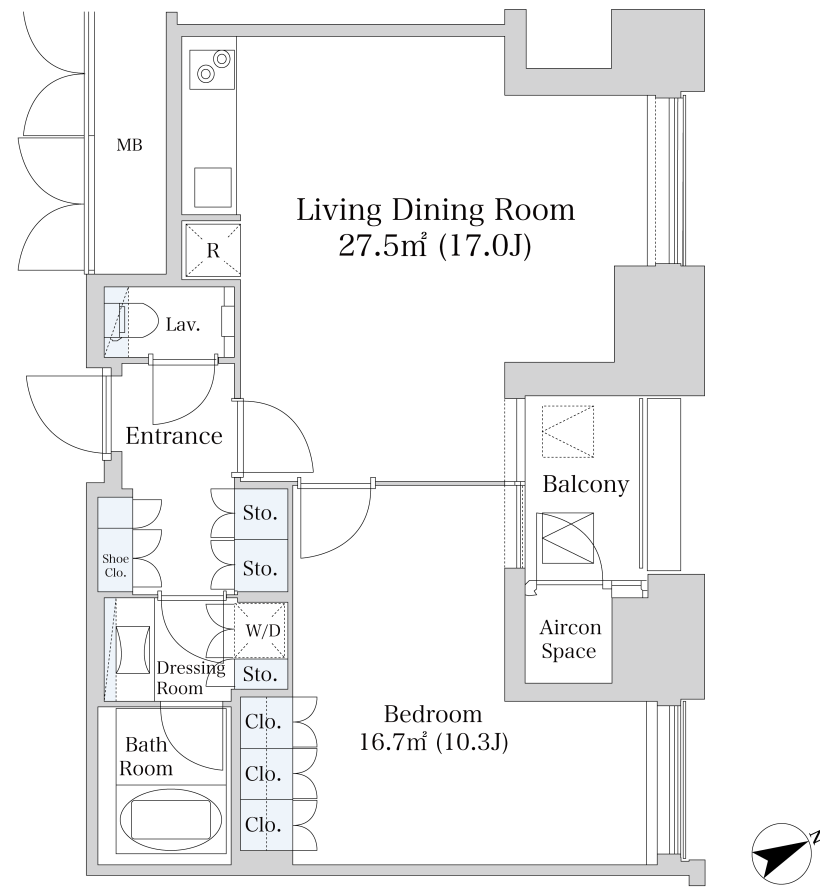 MB
Living Dining Room
27.5㎡ (17.0J)
R
Lav.
Entrance
Sto.
Balcony
Shoe
Clo.
Sto.
W/D
Aircon
Space
Dressing
Room
Sto.
Bedroom
16.7㎡ (10.3J)
Clo.
Bath
Room
Clo.
Clo.
N